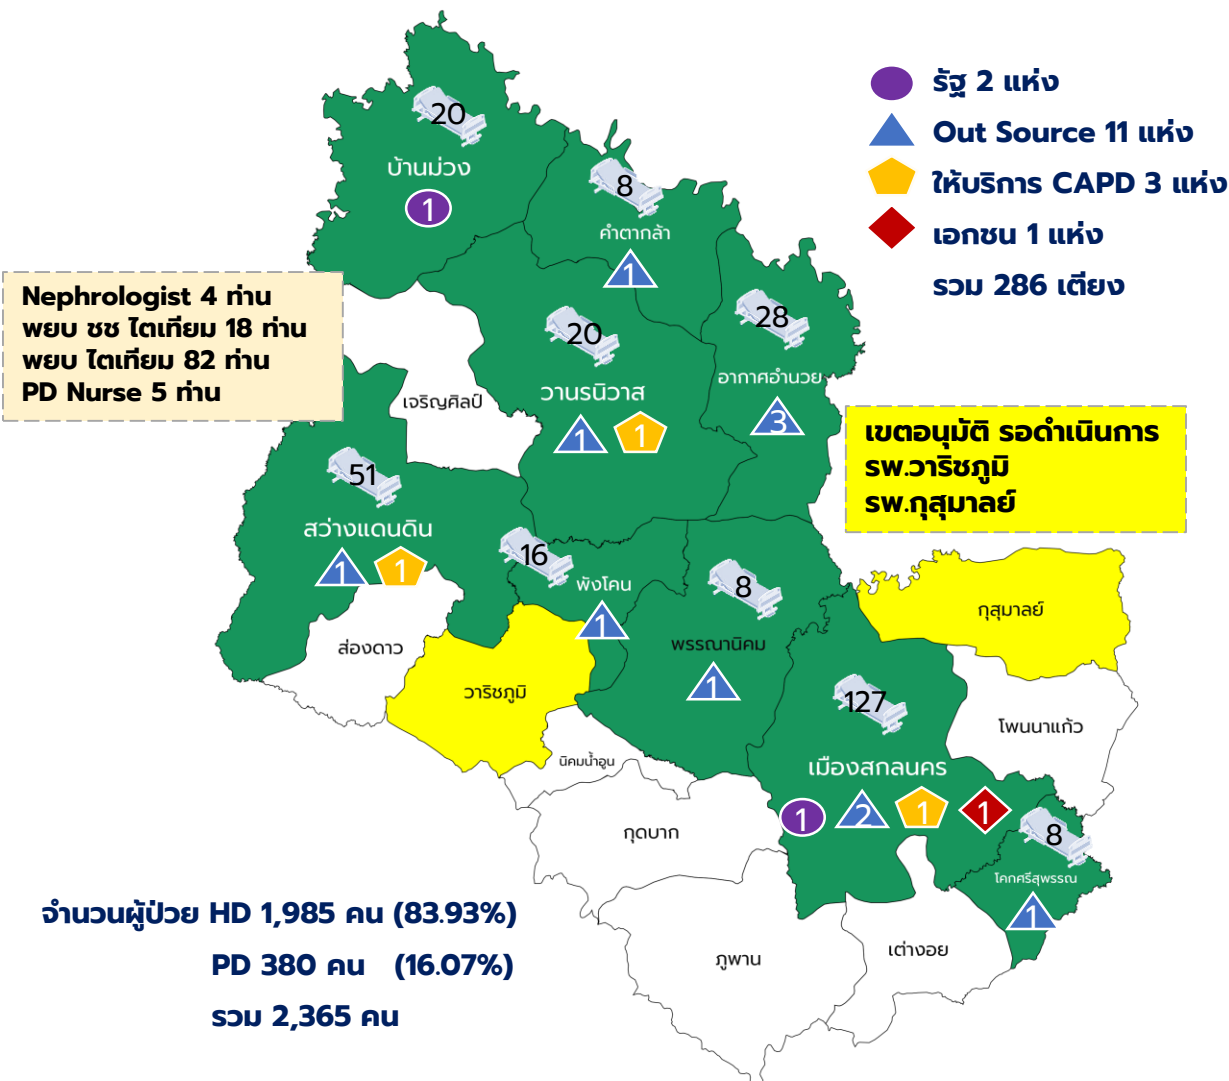 รัฐ 2 แห่ง
Out Source 11 แห่ง
ให้บริการ CAPD 3 แห่ง
เอกชน 1 แห่ง
รวม 286 เตียง
20
บ้านม่วง
1
8
คำตากล้า
1
Nephrologist 4 ท่าน
พยบ ชช ไตเทียม 18 ท่าน
พยบ ไตเทียม 82 ท่าน
PD Nurse 5 ท่าน
20
วานรนิวาส
1 1
28
อากาศอำนวย
3
เจริญศิลป์
เขตอนุมัติ รอดำเนินการ
รพ.วาริชภูมิ
รพ.กุสุมาลย์
51
สว่างแดนดิน
1 1
16
พังโคน
1
8
พรรณานิคม
1
กุสุมาลย์
ส่องดาว
วาริชภูมิ
127
เมืองสกลนคร
1 2 1 1
โพนนาแก้ว
นิคมน้ำอูน
กุดบาก
8
โคกศรีสุพรรณ
1
ภูพาน
เต่างอย
จำนวนผู้ป่วย HD 1,985 คน (83.93%)
PD 380 คน (16.07%)
รวม 2,365 คน